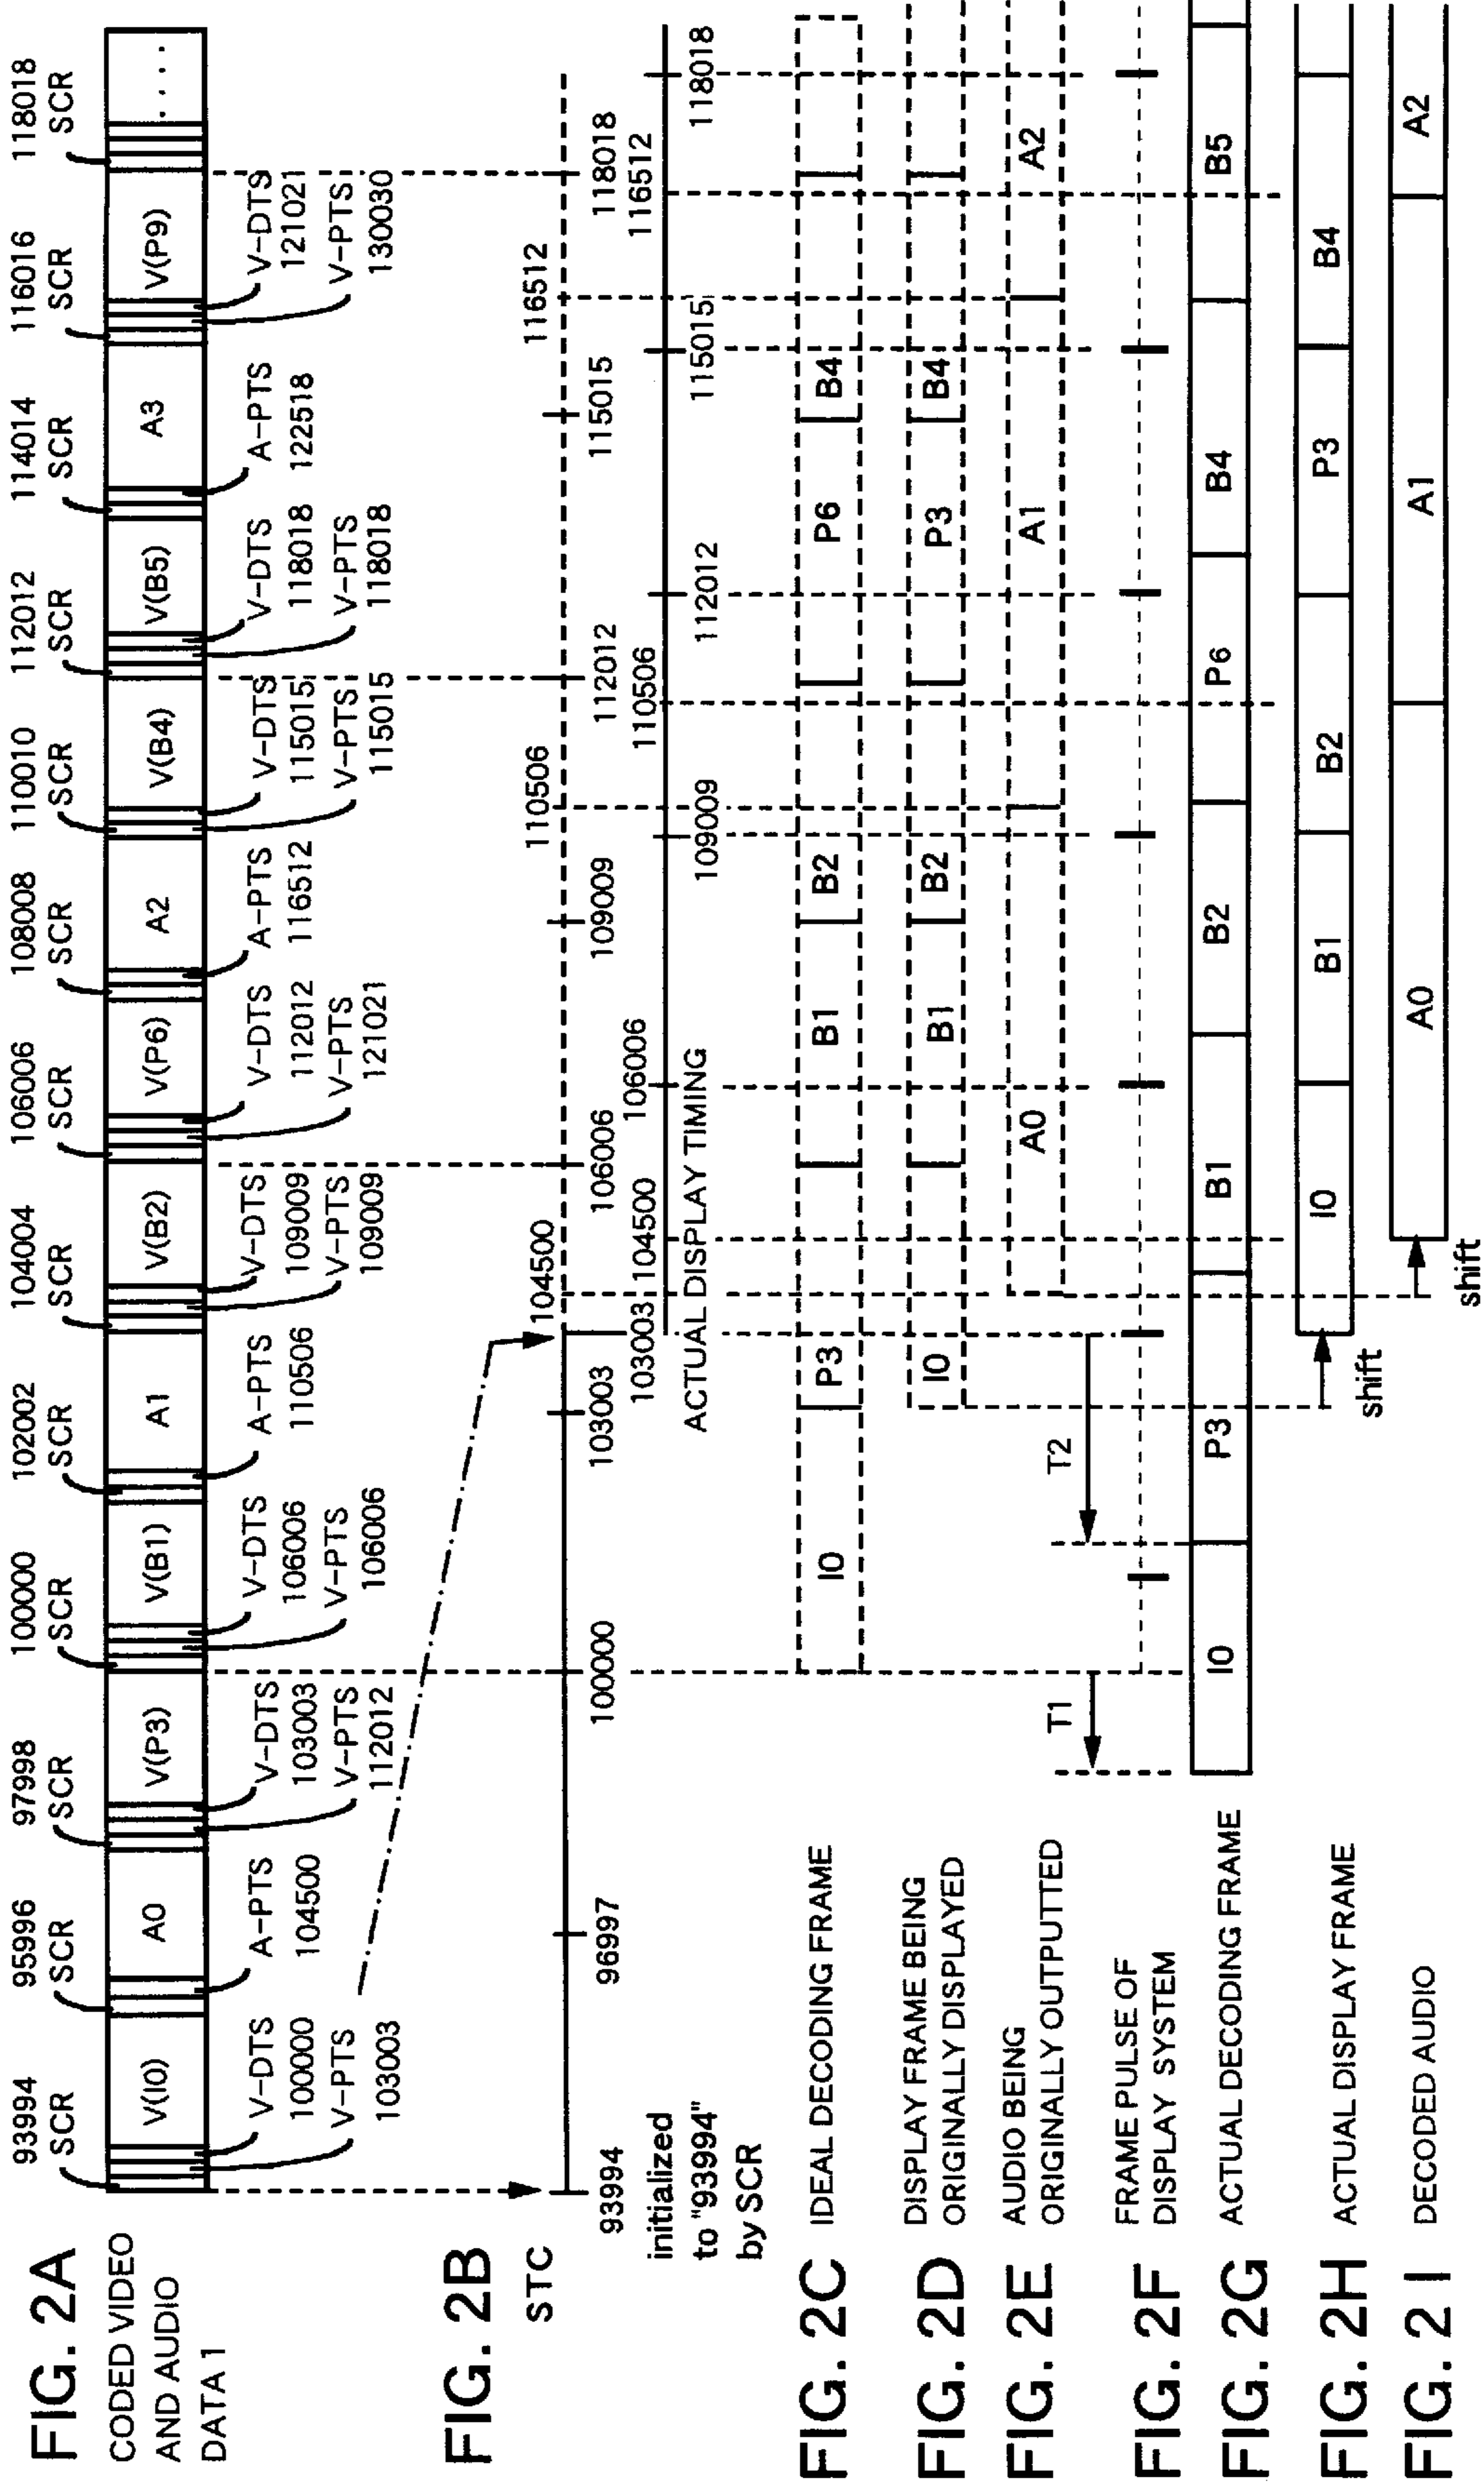 FIG. 2A
CODED VIDEO
AND AUDIO
DATA 1
93994
SCR
95996
SCR
97998
SCR
100000
SCR
102002
SCR
104004
SCR
106006
SCR
108008
SCR
110010
SCR
112012
SCR
114014
SCR
116016
SCR
118018
SCR
V(I0)
A0
V(P3)
V(B1)
A1
V(B2)
V(P6)
A2
V(B4)
V(B5)
A3
V(P9)
....
V-DTS
100000
V-PTS
103003
A-PTS
104500
V-DTS
103003
V-PTS
112012
V-DTS
106006
V-PTS
106006
A-PTS
110506
V-DTS
109009
V-PTS
109009
V-DTS
112012
V-PTS
121021
A-PTS
116512
V-DTS
115015
V-PTS
115015
V-DTS
118018
V-PTS
118018
A-PTS
122518
V-DTS
121021
V-PTS
130030
FIG. 2B
STC
104500
110506
116512
93994
96997
100000
103003
106006
109009
112012
115015
118018
initialized
to "93994"
by SCR
103003
104500
106006
109009
110506
112012
115015
116512
118018
ACTUAL DISPLAY TIMING
FIG. 2C
IDEAL DECODING FRAME
I0
P3
B1
B2
P6
B4
FIG. 2D
DISPLAY FRAME BEING
ORIGINALLY DISPLAYED
I0
B1
B2
P3
B4
FIG. 2E
AUDIO BEING
ORIGINALLY OUTPUTTED
A0
A1
A2
FIG. 2F
FRAME PULSE OF
DISPLAY SYSTEM
T1
T2
FIG. 2G
ACTUAL DECODING FRAME
I0
P3
B1
B2
P6
B4
B5
FIG. 2H
ACTUAL DISPLAY FRAME
shift
I0
B1
B2
P3
B4
FIG. 2 I
DECODED AUDIO
shift
A0
A1
A2